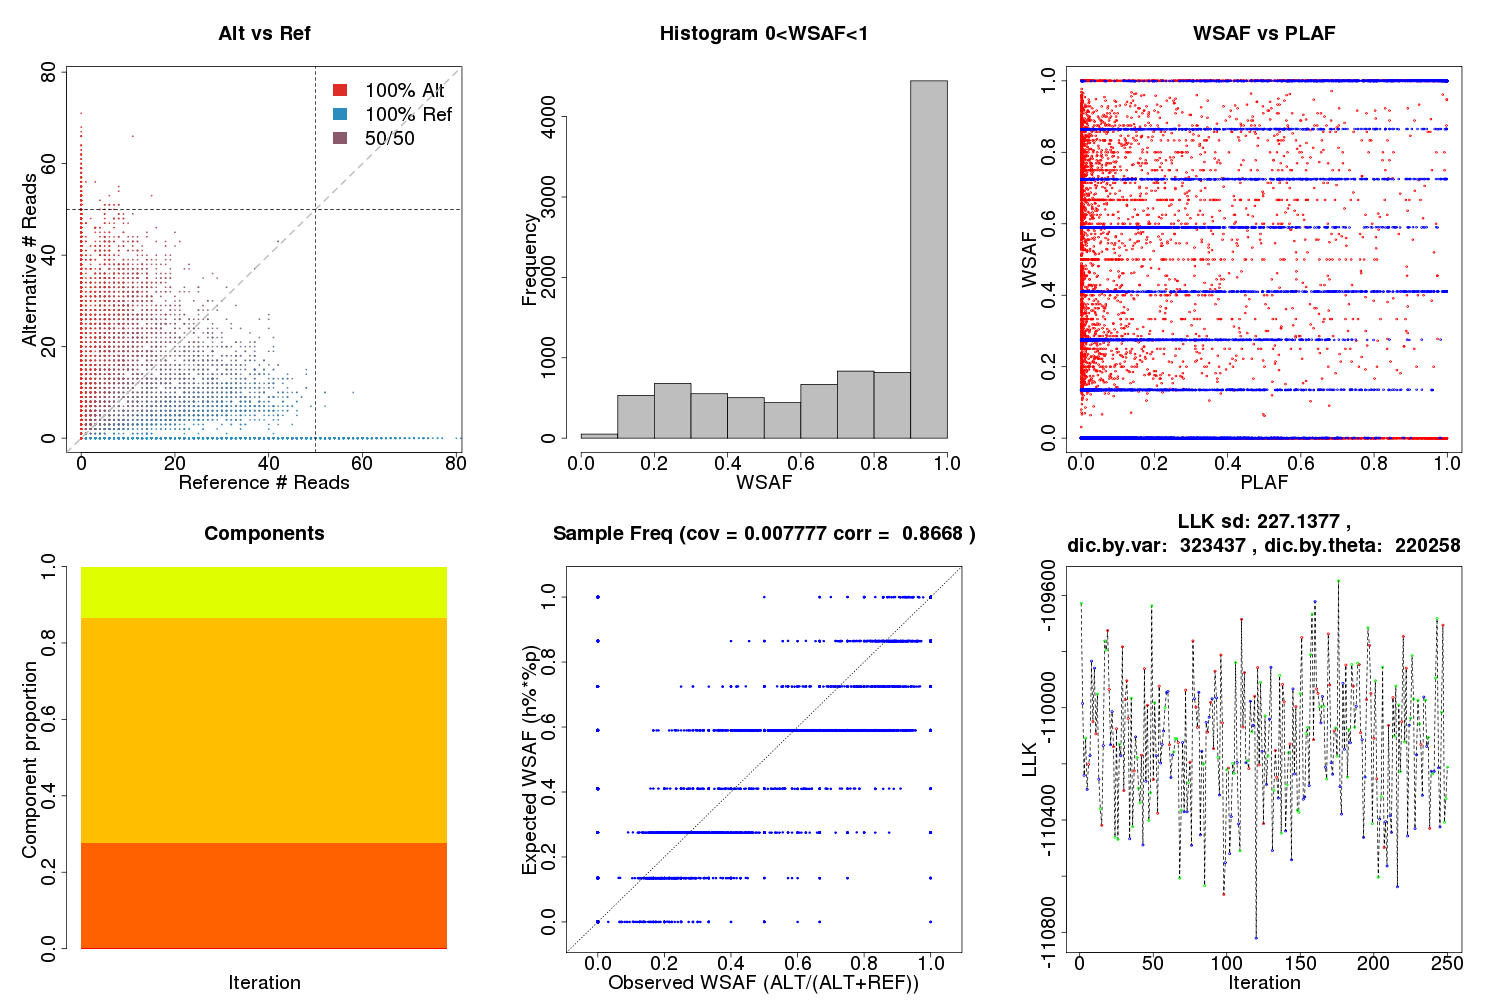 Alt vs Ref
100% Alt
100% Ref
50/50
Alternative # Reads
0 20 40 60 80
0 20 40 60 80
Reference # Reads
Histogram 0<WSAF<1
Frequency
0 1000 2000 3000 4000
0.0 0.2 0.4 0.6 0.8 1.0
WSAF
WSAF vs PLAF
WSAF
0.0 0.2 0.4 0.6 0.8 1.0
0.0 0.2 0.4 0.6 0.8 1.0
PLAF
Components
Component proportion
0.0 0.2 0.4 0.6 0.8 1.0
Iteration
Sample Freq (cov = 0.007777 corr = 0.8668 )
Expected WSAF (h%*%p)
0.0 0.2 0.4 0.6 0.8 1.0
0.0 0.2 0.4 0.6 0.8 1.0
Observed WSAF (ALT/(ALT+REF))
LLK sd: 227.1377 ,
dic.by.var: 323437 , dic.by.theta: 220258
LLK
-110800 -110400 -110000 -109600
0 50 100 150 200 250
Iteration